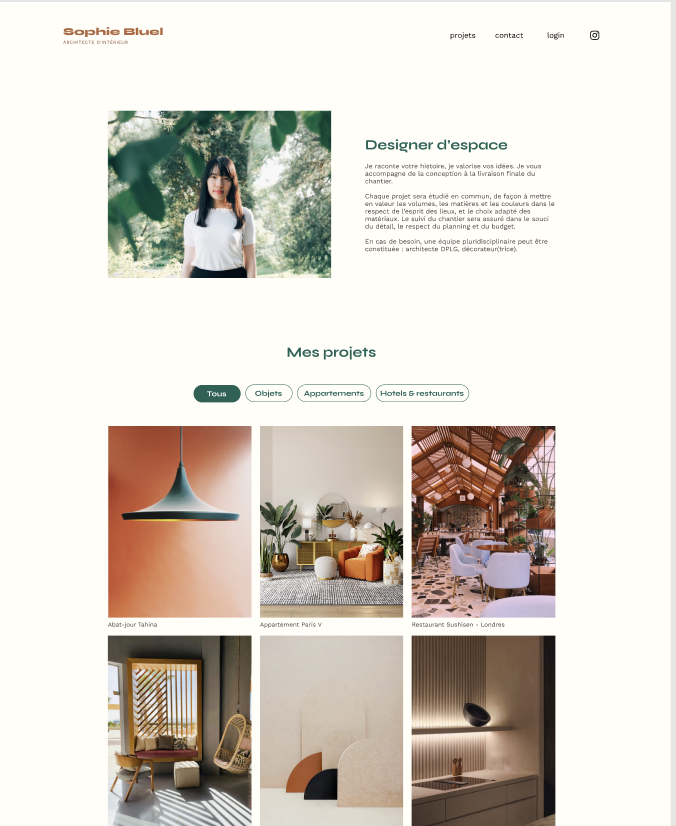 Sophie Bluel
ARCHITECTE D'INTÉRIEUR
projets
contact
login
Designer d'espace
Je raconte votre histoire, je valorise vos idées. Je vous
accompagne de la conception à la livraison finale du
chantier.
Chaque projet sera étudié en commun, de façon à mettre
en valeur les volumes, les matières et les couleurs dans le
respect de l'esprit des lieux, et le choix adapté des
matériaux. Le suivi du chantier sera assuré dans le souci
du détail, le respect du planning et du budget.
En cas de besoin, une équipe pluridisciplinaire peut être
constituée : architecte DPLG, décorateur(trice).
Mes projets
Tous
Objets
Appartements
Hotels & restaurants
Abat-jour Tahina
Appartement Paris V
Restaurant Sushisen - Londres